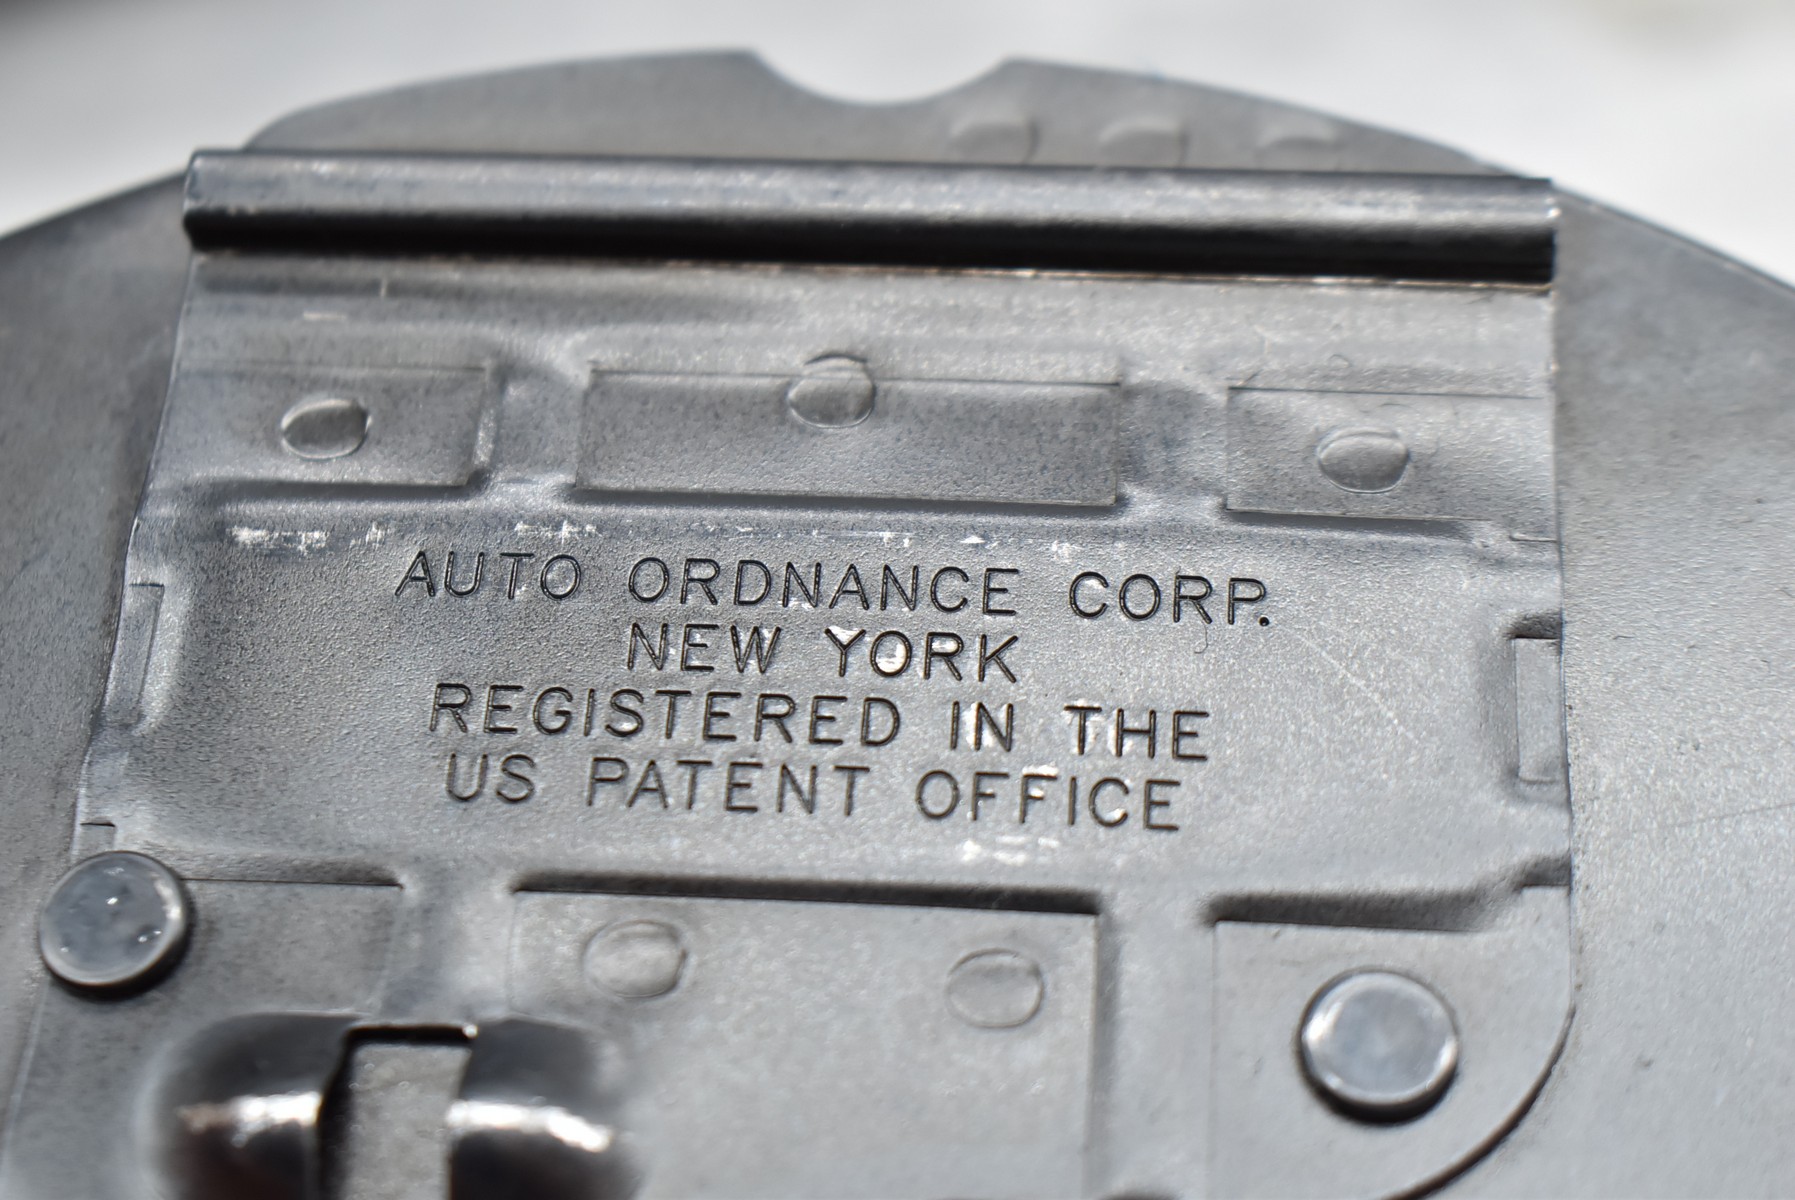 AUTO ORDNANCE CORP.
NEW YORK
REGISTERED IN THE
US PATENT OFFICE